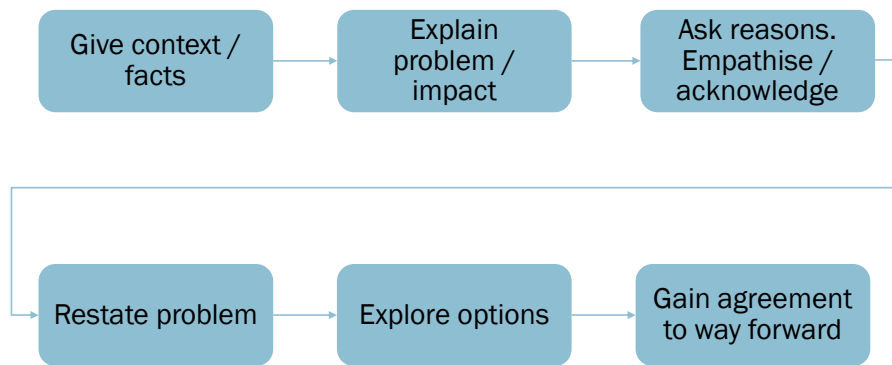 Give context /
facts
Explain
problem /
impact
Ask reasons.
Empathise /
acknowledge
Restate problem
Explore options
Gain agreement
to way forward